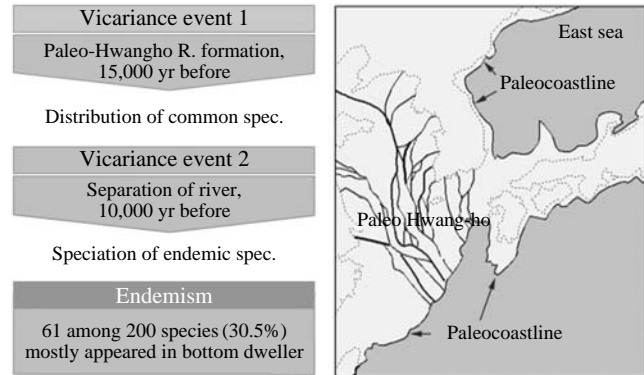 Vicariance event 1
Paleo-Hwangho R. formation,
15,000 yr before
Distribution of common spec.
Vicariance event 2
Separation of river,
10,000 yr before
Speciation of endemic spec.
Endemism
61 among 200 species (30.5%)
mostly appeared in bottom dweller
East sea
Paleocoastline
Paleo Hwang-ho
Paleocoastline